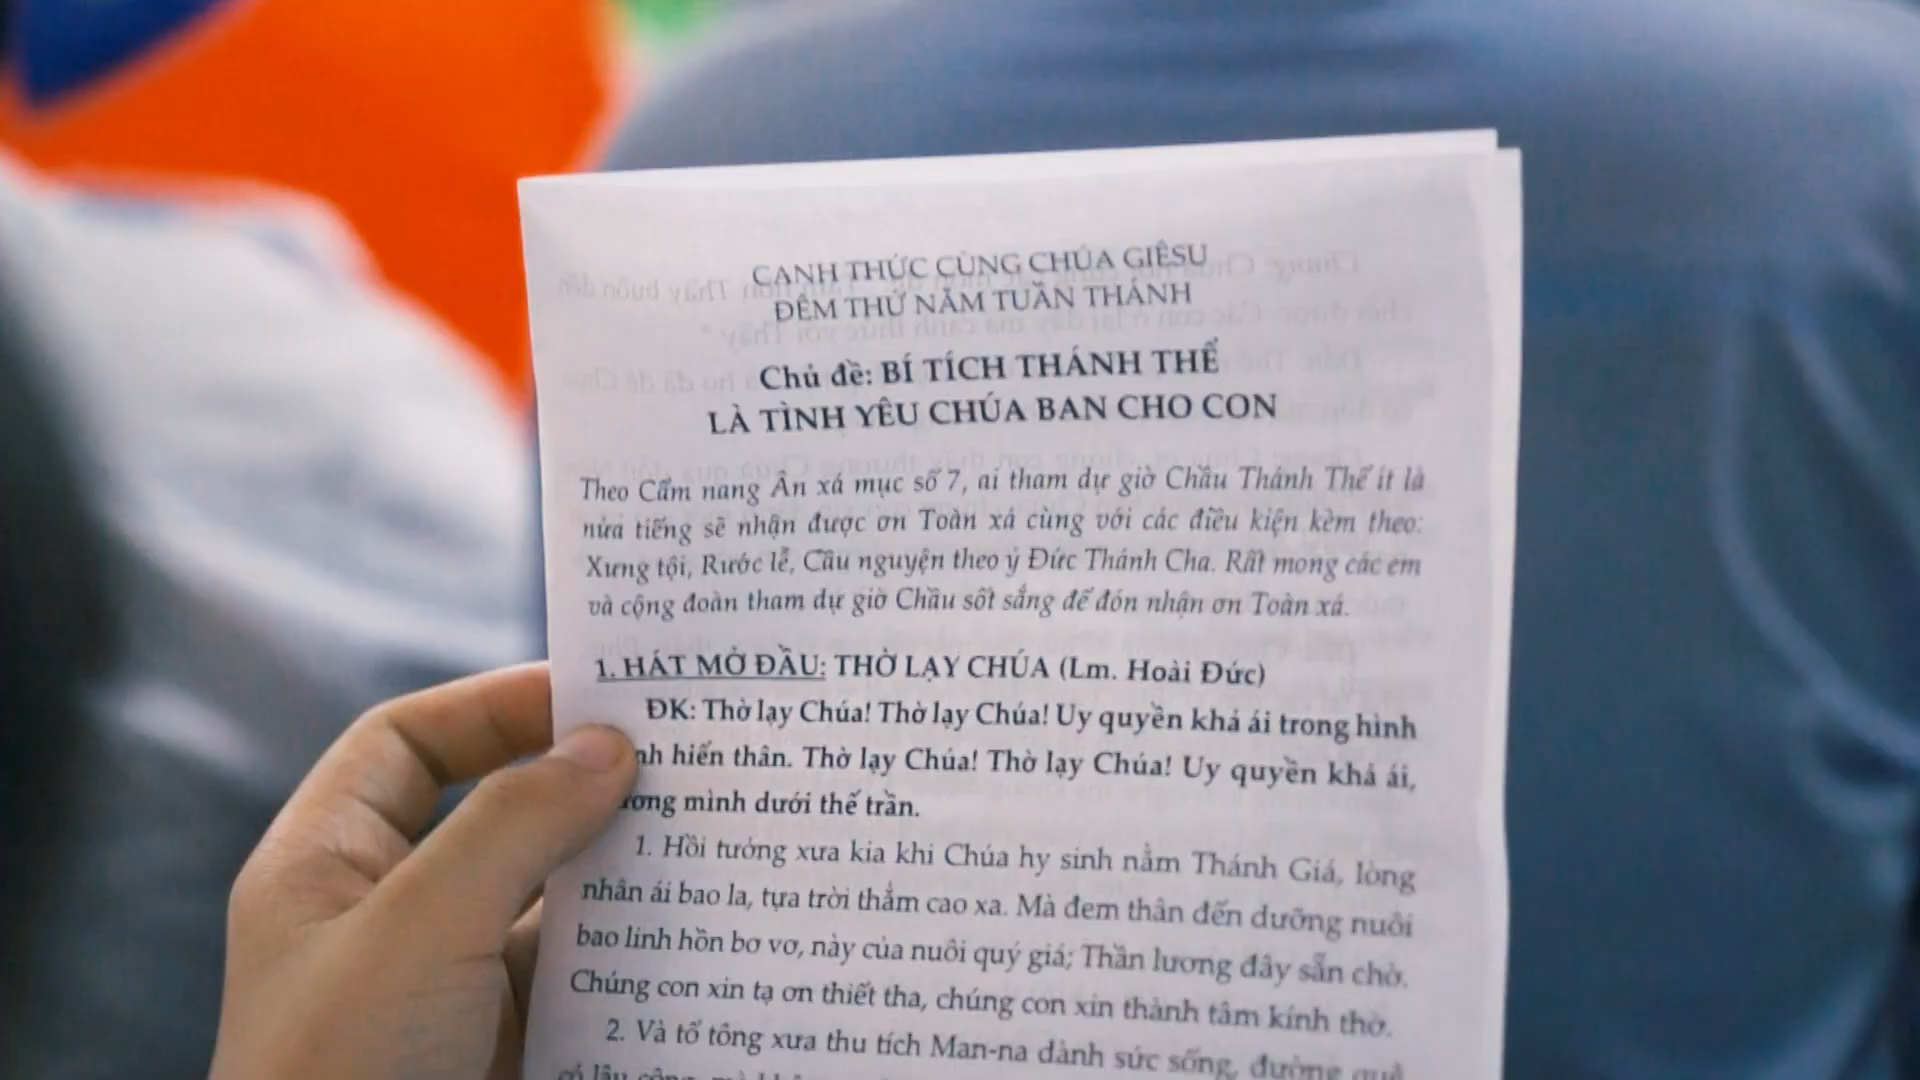 CANH THỨC CÙNG CHÚA GIÊSU
ĐÊM THỨ NĂM TUẦN THÁNH
Chủ đề: BÍ TÍCH THÁNH THỂ
LÀ TÌNH YÊU CHÚA BAN CHO CON
Theo Cẩm nang Ân xá mục số 7, ai tham dự giờ Chầu Thánh Thể ít là
nửa tiếng sẽ nhận được ơn Toàn xá cùng với các điều kiện kèm theo:
Xưng tội, Rước lễ, Cầu nguyện theo ý Đức Thánh Cha. Rất mong các em
và cộng đoàn tham dự giờ Chầu sốt sắng để đón nhận ơn Toàn xá.
1. HÁT MỞ ĐẦU: THỜ LẠY CHÚA (Lm. Hoài Đức)
ĐK: Thờ lạy Chúa! Thờ lạy Chúa! Uy quyền khả ái trong hình
hiến thân. Thờ lạy Chúa! Thờ lạy Chúa! Uy quyền khả ái,
mình dưới thế trần.
1. Hồi tưởng xưa kia khi Chúa hy sinh nằm Thánh Giá, lòng
nhân ái bao la, tựa trời thẳm cao xa. Mà đem thân đến dưỡng nuôi
bao linh hồn bơ vơ, này của nuôi quý giá; Thần lương đây sẵn chờ.
Chúng con xin tạ ơn thiết tha, chúng con xin thành tâm kính thờ.
2. Và tổ tông xưa thu tích Man-na dành sức sống, đường